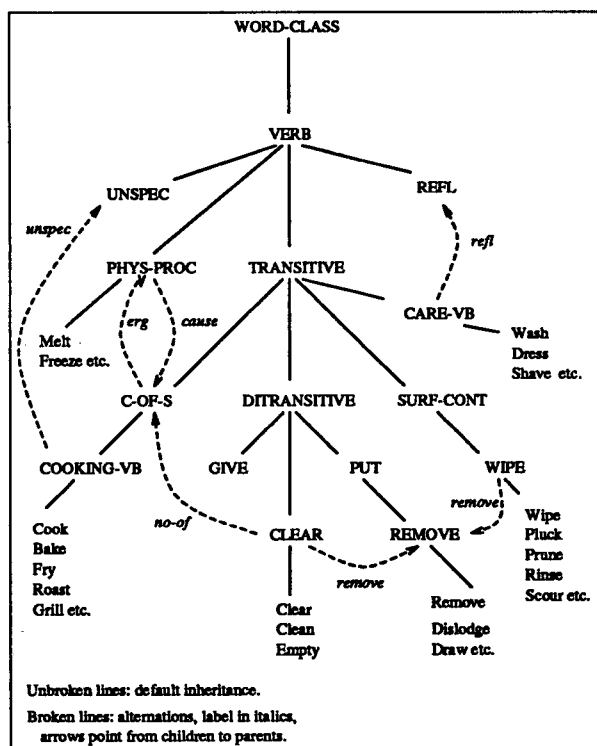 WORD-CLASS
VERB
UNSPEC
REFL
unspec
refl
PHYS-PROC
TRANSITIVE
CARE-VB
erg
cause
Melt
Freeze etc.
Wash
Dress
Shave etc.
C-OF-S
DITRANSITIVE
SURF-CONT
COOKING-VB
GIVE
PUT
WIPE
no-of
remove
CLEAR
REMOVE
remove
Cook
Bake
Fry
Roast
Grill etc.
Wipe
Pluck
Prune
Rinse
Scour etc.
Clear
Clean
Empty
Remove
Dislodge
Draw etc.
Unbroken lines: default inheritance.
Broken lines: alternations, label in italics,
arrows point from children to parents.